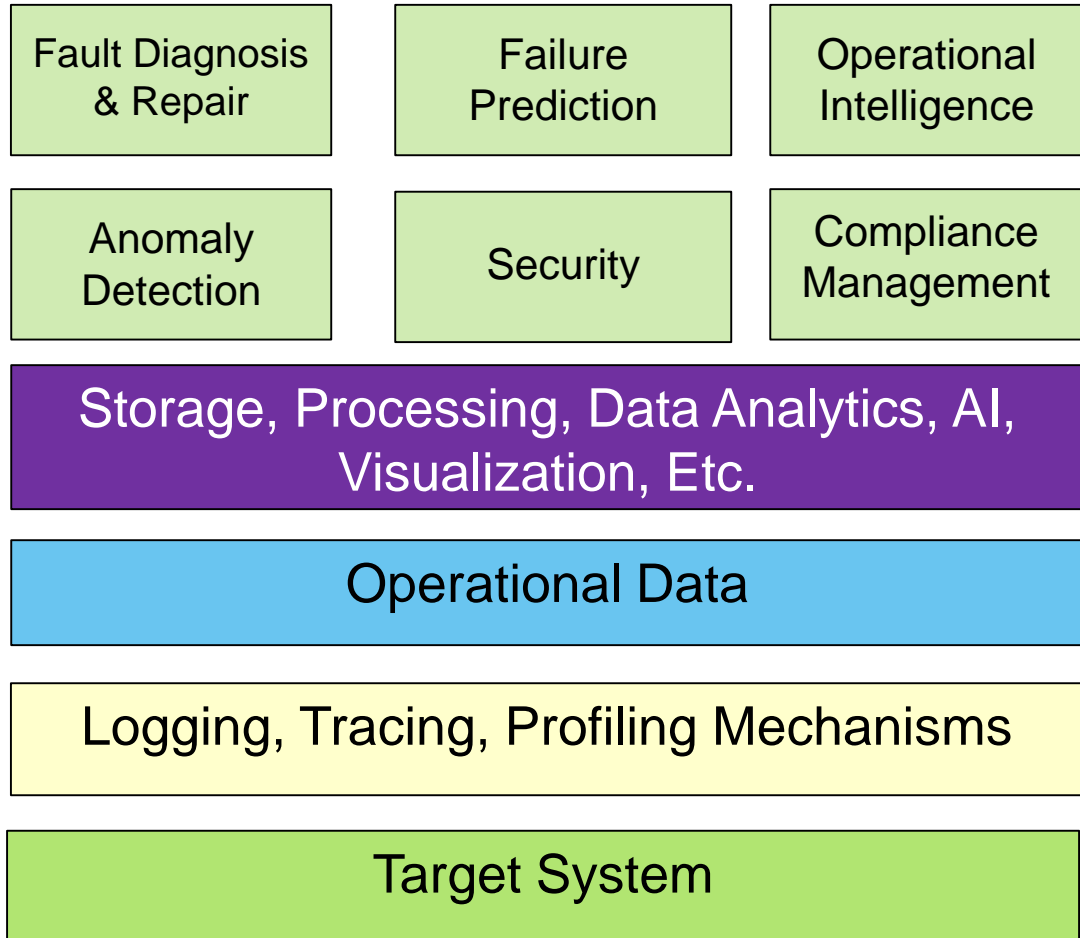 Fault Diagnosis
& Repair
Failure
Prediction
Operational
Intelligence
Anomaly
Detection
Security
Compliance
Management
Storage, Processing, Data Analytics, AI,
Visualization, Etc.
Operational Data
Logging, Tracing, Profiling Mechanisms
Target System